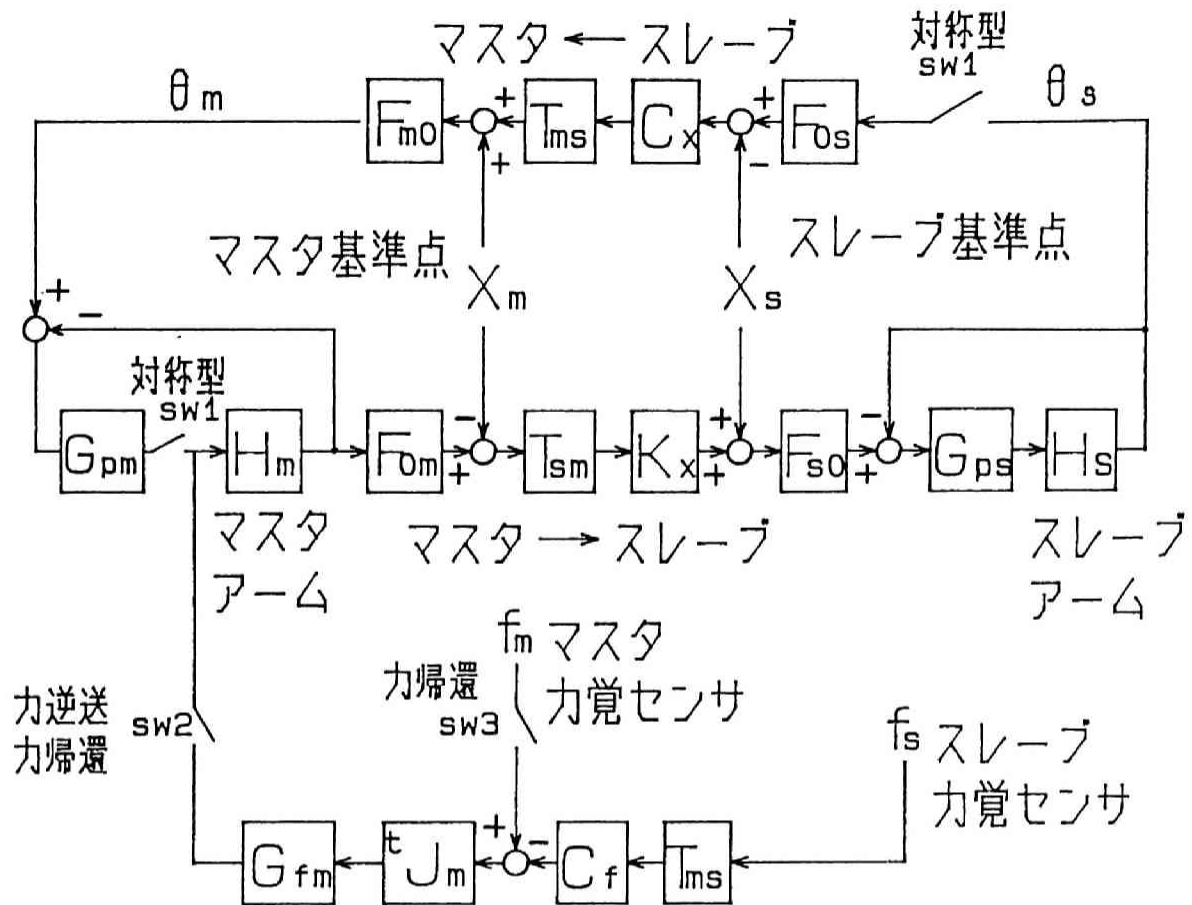 マスタ ← スレーブ
対称型
sw1
θm
Fmo
+
+
Tms
Cx
+
-
Fos
θs
マスタ基準点
スレーブ基準点
Xm
Xs
+
-
対称型
sw1
Gpm
Hm
Fom
-
+
Tsm
Kx
+
+
Fso
-
+
Gps
Hs
マスタ
アーム
マスタ → スレーブ
スレーブ
アーム
fm マスタ
力覚センサ
力帰還
sw3
力逆送
力帰還
sw2
fs スレーブ
力覚センサ
Gfm
tJm
+
-
Cf
Tms